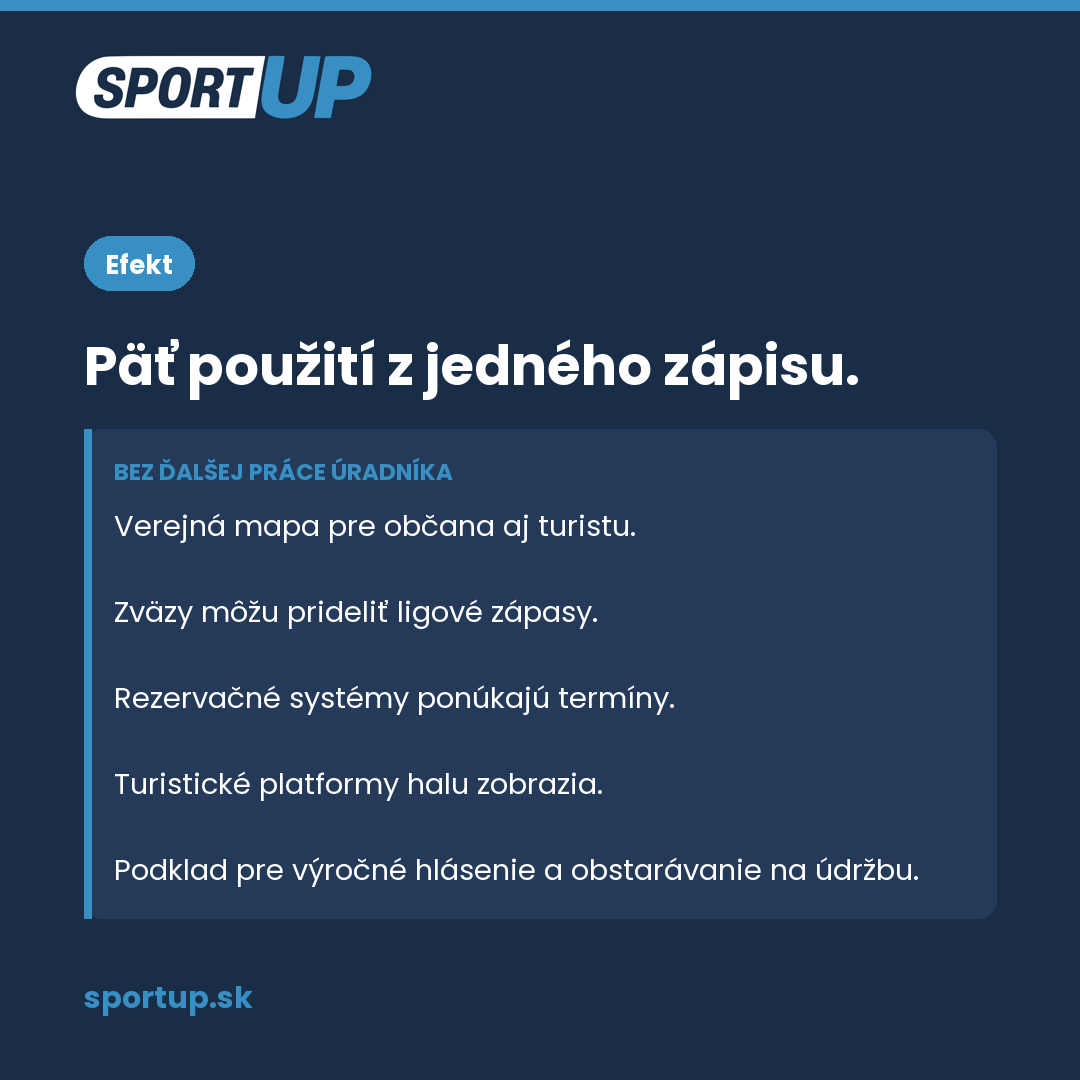 SPORTUP
Efekt
Päť použití z jedného zápisu.
BEZ ĎALŠEJ PRÁCE ÚRADNÍKA
Verejná mapa pre občana aj turistu.
Zväzy môžu prideliť ligové zápasy.
Rezervačné systémy ponúkajú termíny.
Turistické platformy halu zobrazia.
Podklad pre výročné hlásenie a obstarávanie na údržbu.
sportup.sk